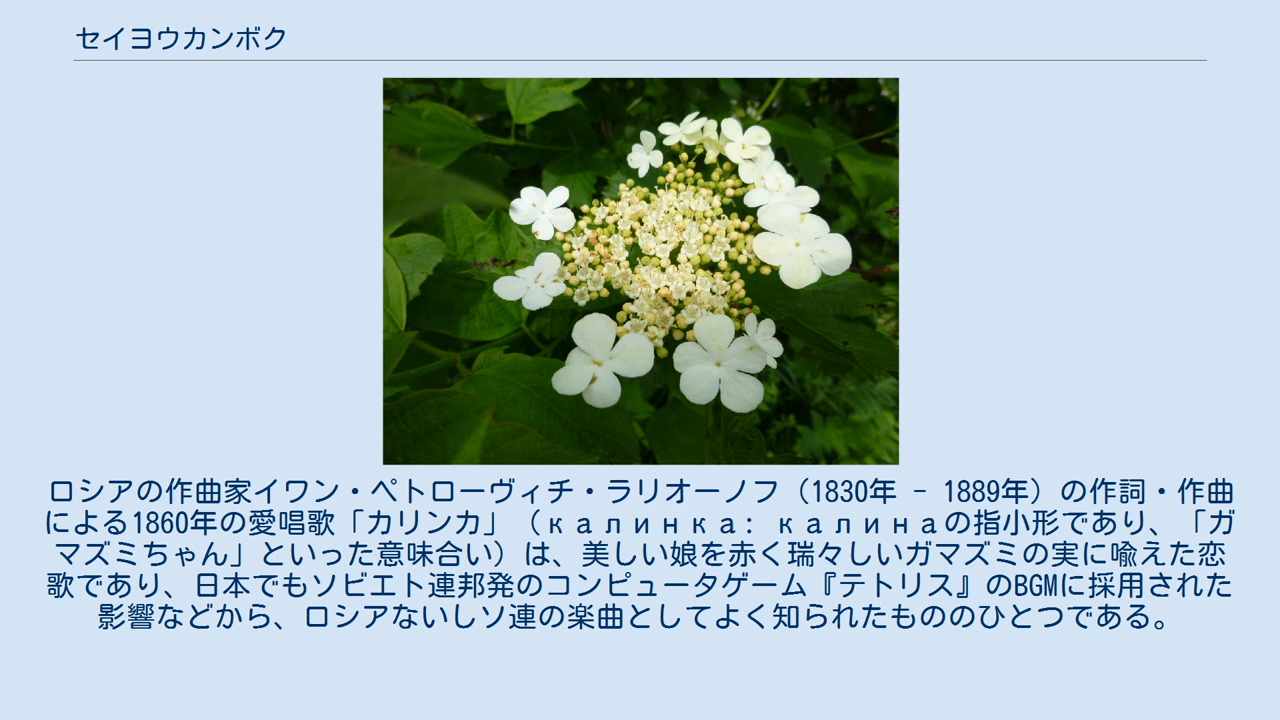 セイヨウカンボク
ロシアの作曲家イワン・ペトローヴィチ・ラリオーノフ（1830年 - 1889年）の作詞・作曲
による1860年の愛唱歌「カリンカ」（калинка: калинаの指小形であり、「ガ
マズミちゃん」といった意味合い）は、美しい娘を赤く瑞々しいガマズミの実に喩えた恋
歌であり、日本でもソビエト連邦発のコンピュータゲーム『テトリス』のBGMに採用された
影響などから、ロシアないしソ連の楽曲としてよく知られたもののひとつである。